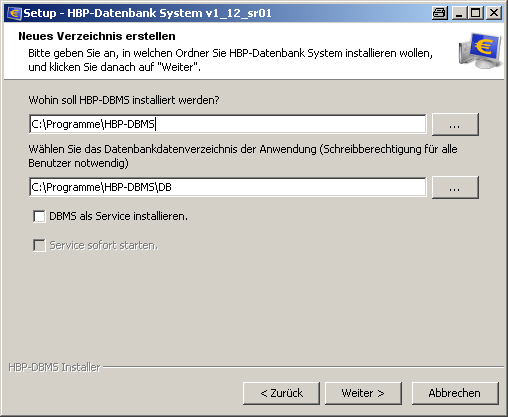 Setup - HBP-Datenbank System v1_12_sr01
Neues Verzeichnis erstellen
Bitte geben Sie an, in welchen Ordner Sie HBP-Datenbank System installieren wollen,
und klicken Sie danach auf "Weiter".
Wohin soll HBP-DBMS installiert werden?
C:\Programme\HBP-DBMS
...
Wählen Sie das Datenbankdatenverzeichnis der Anwendung (Schreibberechtigung für alle
Benutzer notwendig)
C:\Programme\HBP-DBMS\DB
...
DBMS als Service installieren.
Service sofort starten.
HBP-DBMS Installer
< Zurück
Weiter >
Abbrechen